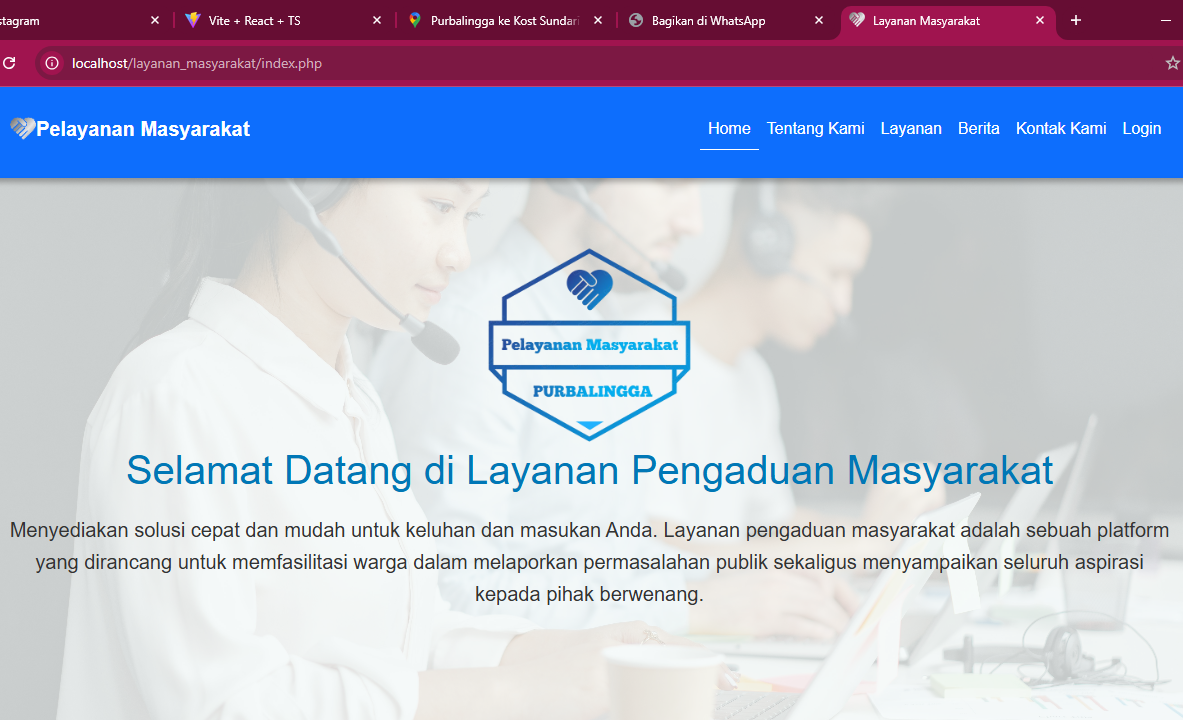 stagram
Vite + React + TS
Purbalingga ke Kost Sundari
Bagikan di WhatsApp
Layanan Masyarakat
localhost/layanan_masyarakat/index.php
Pelayanan Masyarakat
Home
Tentang Kami
Layanan
Berita
Kontak Kami
Login
Pelayanan Masyarakat
PURBALINGGA
Selamat Datang di Layanan Pengaduan Masyarakat
Menyediakan solusi cepat dan mudah untuk keluhan dan masukan Anda. Layanan pengaduan masyarakat adalah sebuah platform
yang dirancang untuk memfasilitasi warga dalam melaporkan permasalahan publik sekaligus menyampaikan seluruh aspirasi
kepada pihak berwenang.